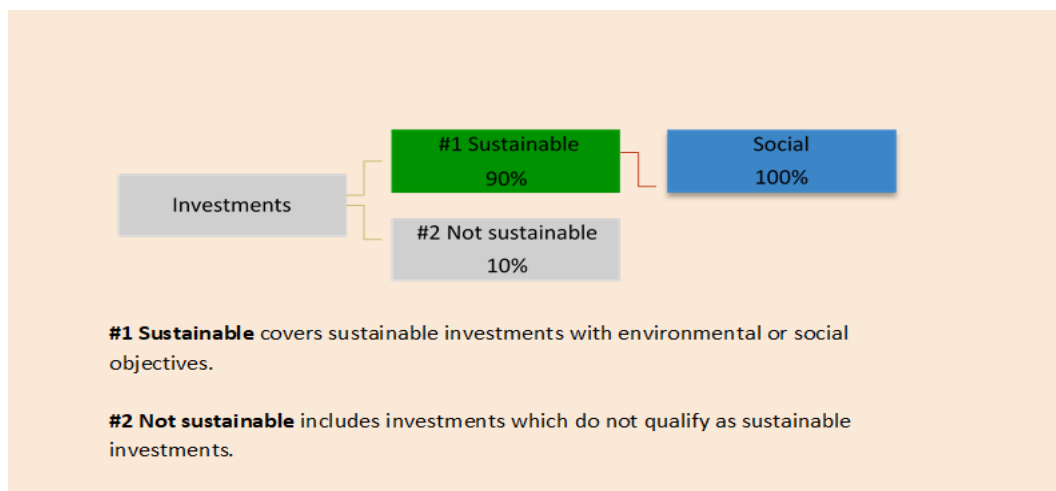 #1 Sustainable
90%
Social
100%
Investments
#2 Not sustainable
10%
#1 Sustainable covers sustainable investments with environmental or social
objectives.
#2 Not sustainable includes investments which do not qualify as sustainable
investments.